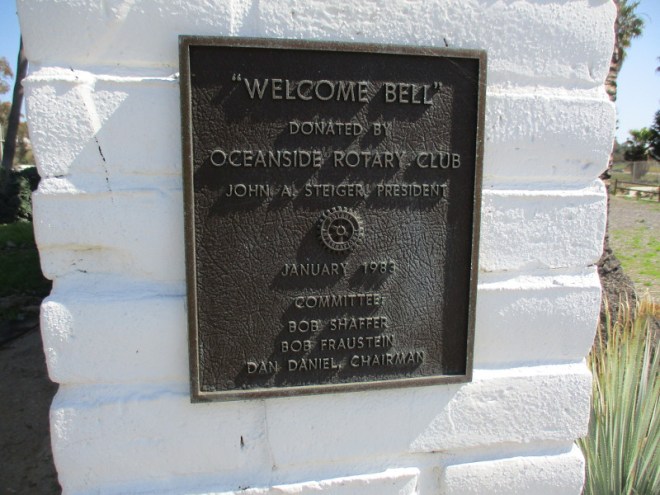 "WELCOME BELL"
DONATED BY
OCEANSIDE ROTARY CLUB
JOHN A. STEIGER, PRESIDENT
JANUARY 1983
COMMITTEE:
BOB SHAFFER
BOB FRAUSTEIN
DAN DANIEL, CHAIRMAN